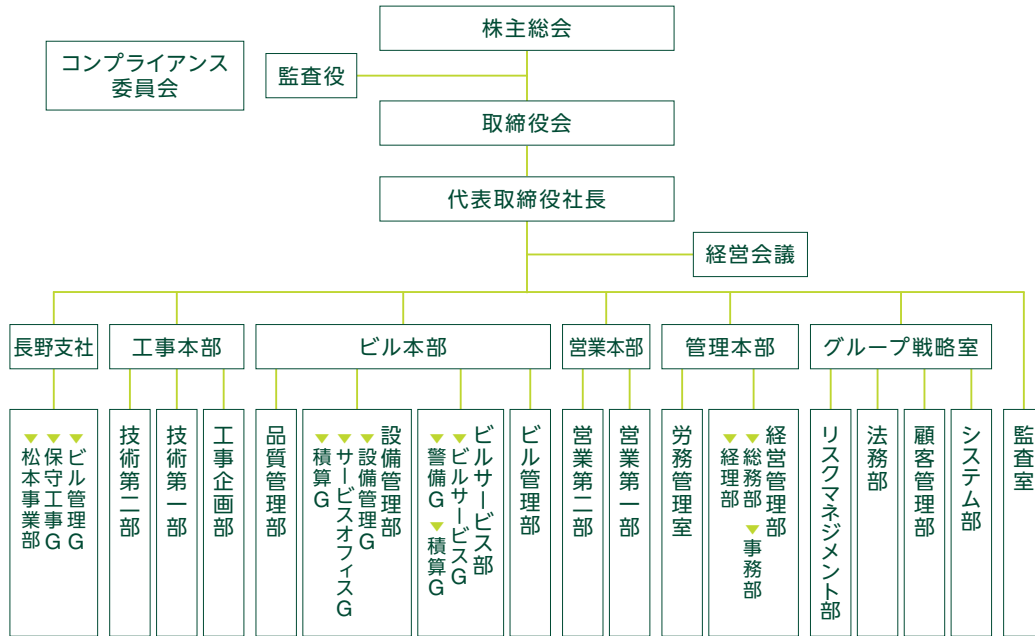 株主総会
コンプライアンス
委員会
監査役
取締役会
代表取締役社長
経営会議
長野支社
工事本部
ビル本部
営業本部
管理本部
グループ戦略室
▼ビル管理G
▼保守工事G
▼松本事業部
技術第二部
技術第一部
工事企画部
品質管理部
設備管理部
▼設備管理G
▼サービスオフィスG
▼積算G
ビルサービス部
▼ビルサービスG
▼警備G ▼積算G
ビル管理部
営業第二部
営業第一部
労務管理室
経営管理部
▼総務部 ▼事務部
▼経理部
リスクマネジメント部
法務部
顧客管理部
システム部
監査室